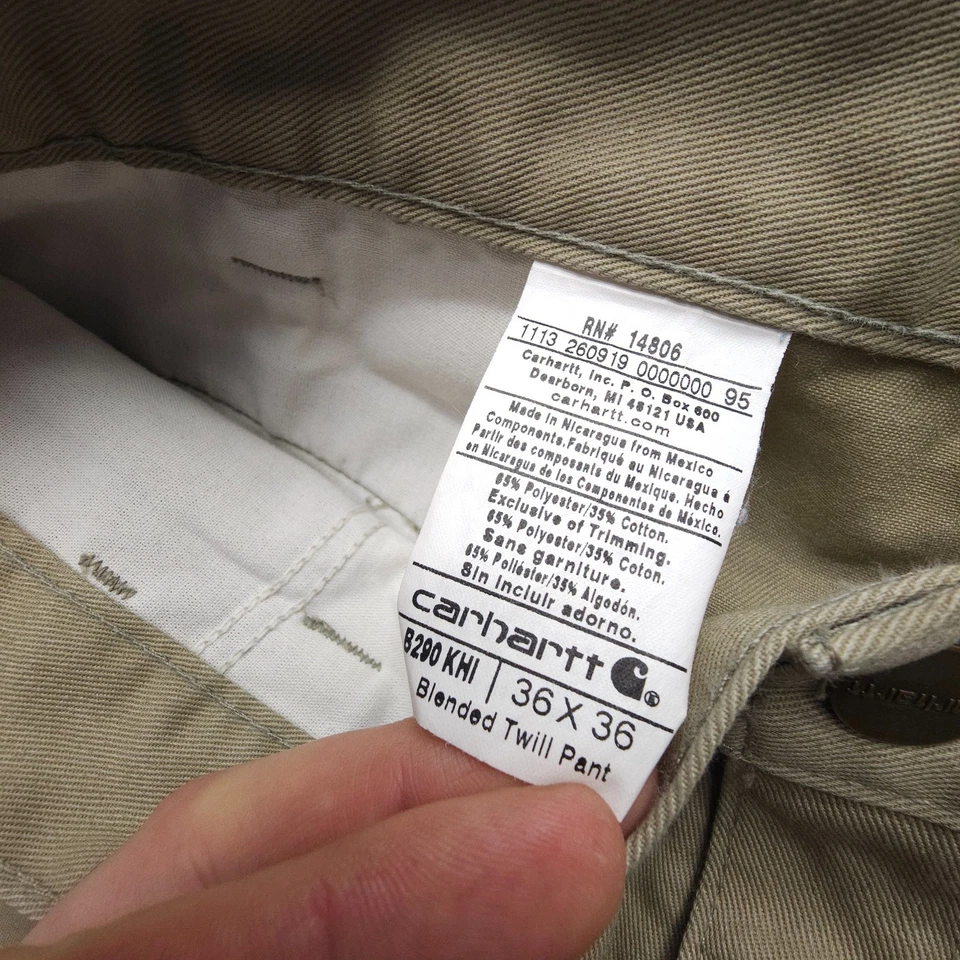 RN# 14806
1113 260919 0000000 95
Carhartt, Inc. P. O. Box 600
Dearborn, MI 48121 USA
carhartt.com
Made in Nicaragua from Mexico
Components.Fabriqué au Nicaragua á
Partir des composants du Mexique. Hecho
en Nicaragua de los Componentes de México.
65% Polyester/35% Cotton.
Exclusive of Trimming.
65% Polyester/35% Coton.
Sans garniture.
65% Poliéster/35% Algodón.
Sin incluir adorno.
carhartt ®
B290 KHI 36 X 36
Blended Twill Pant